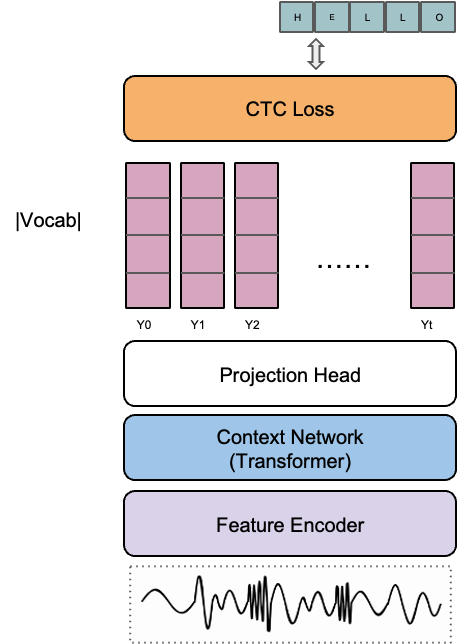 H E L L O
CTC Loss
|Vocab|
......
Y0 Y1 Y2 Yt
Projection Head
Context Network
(Transformer)
Feature Encoder